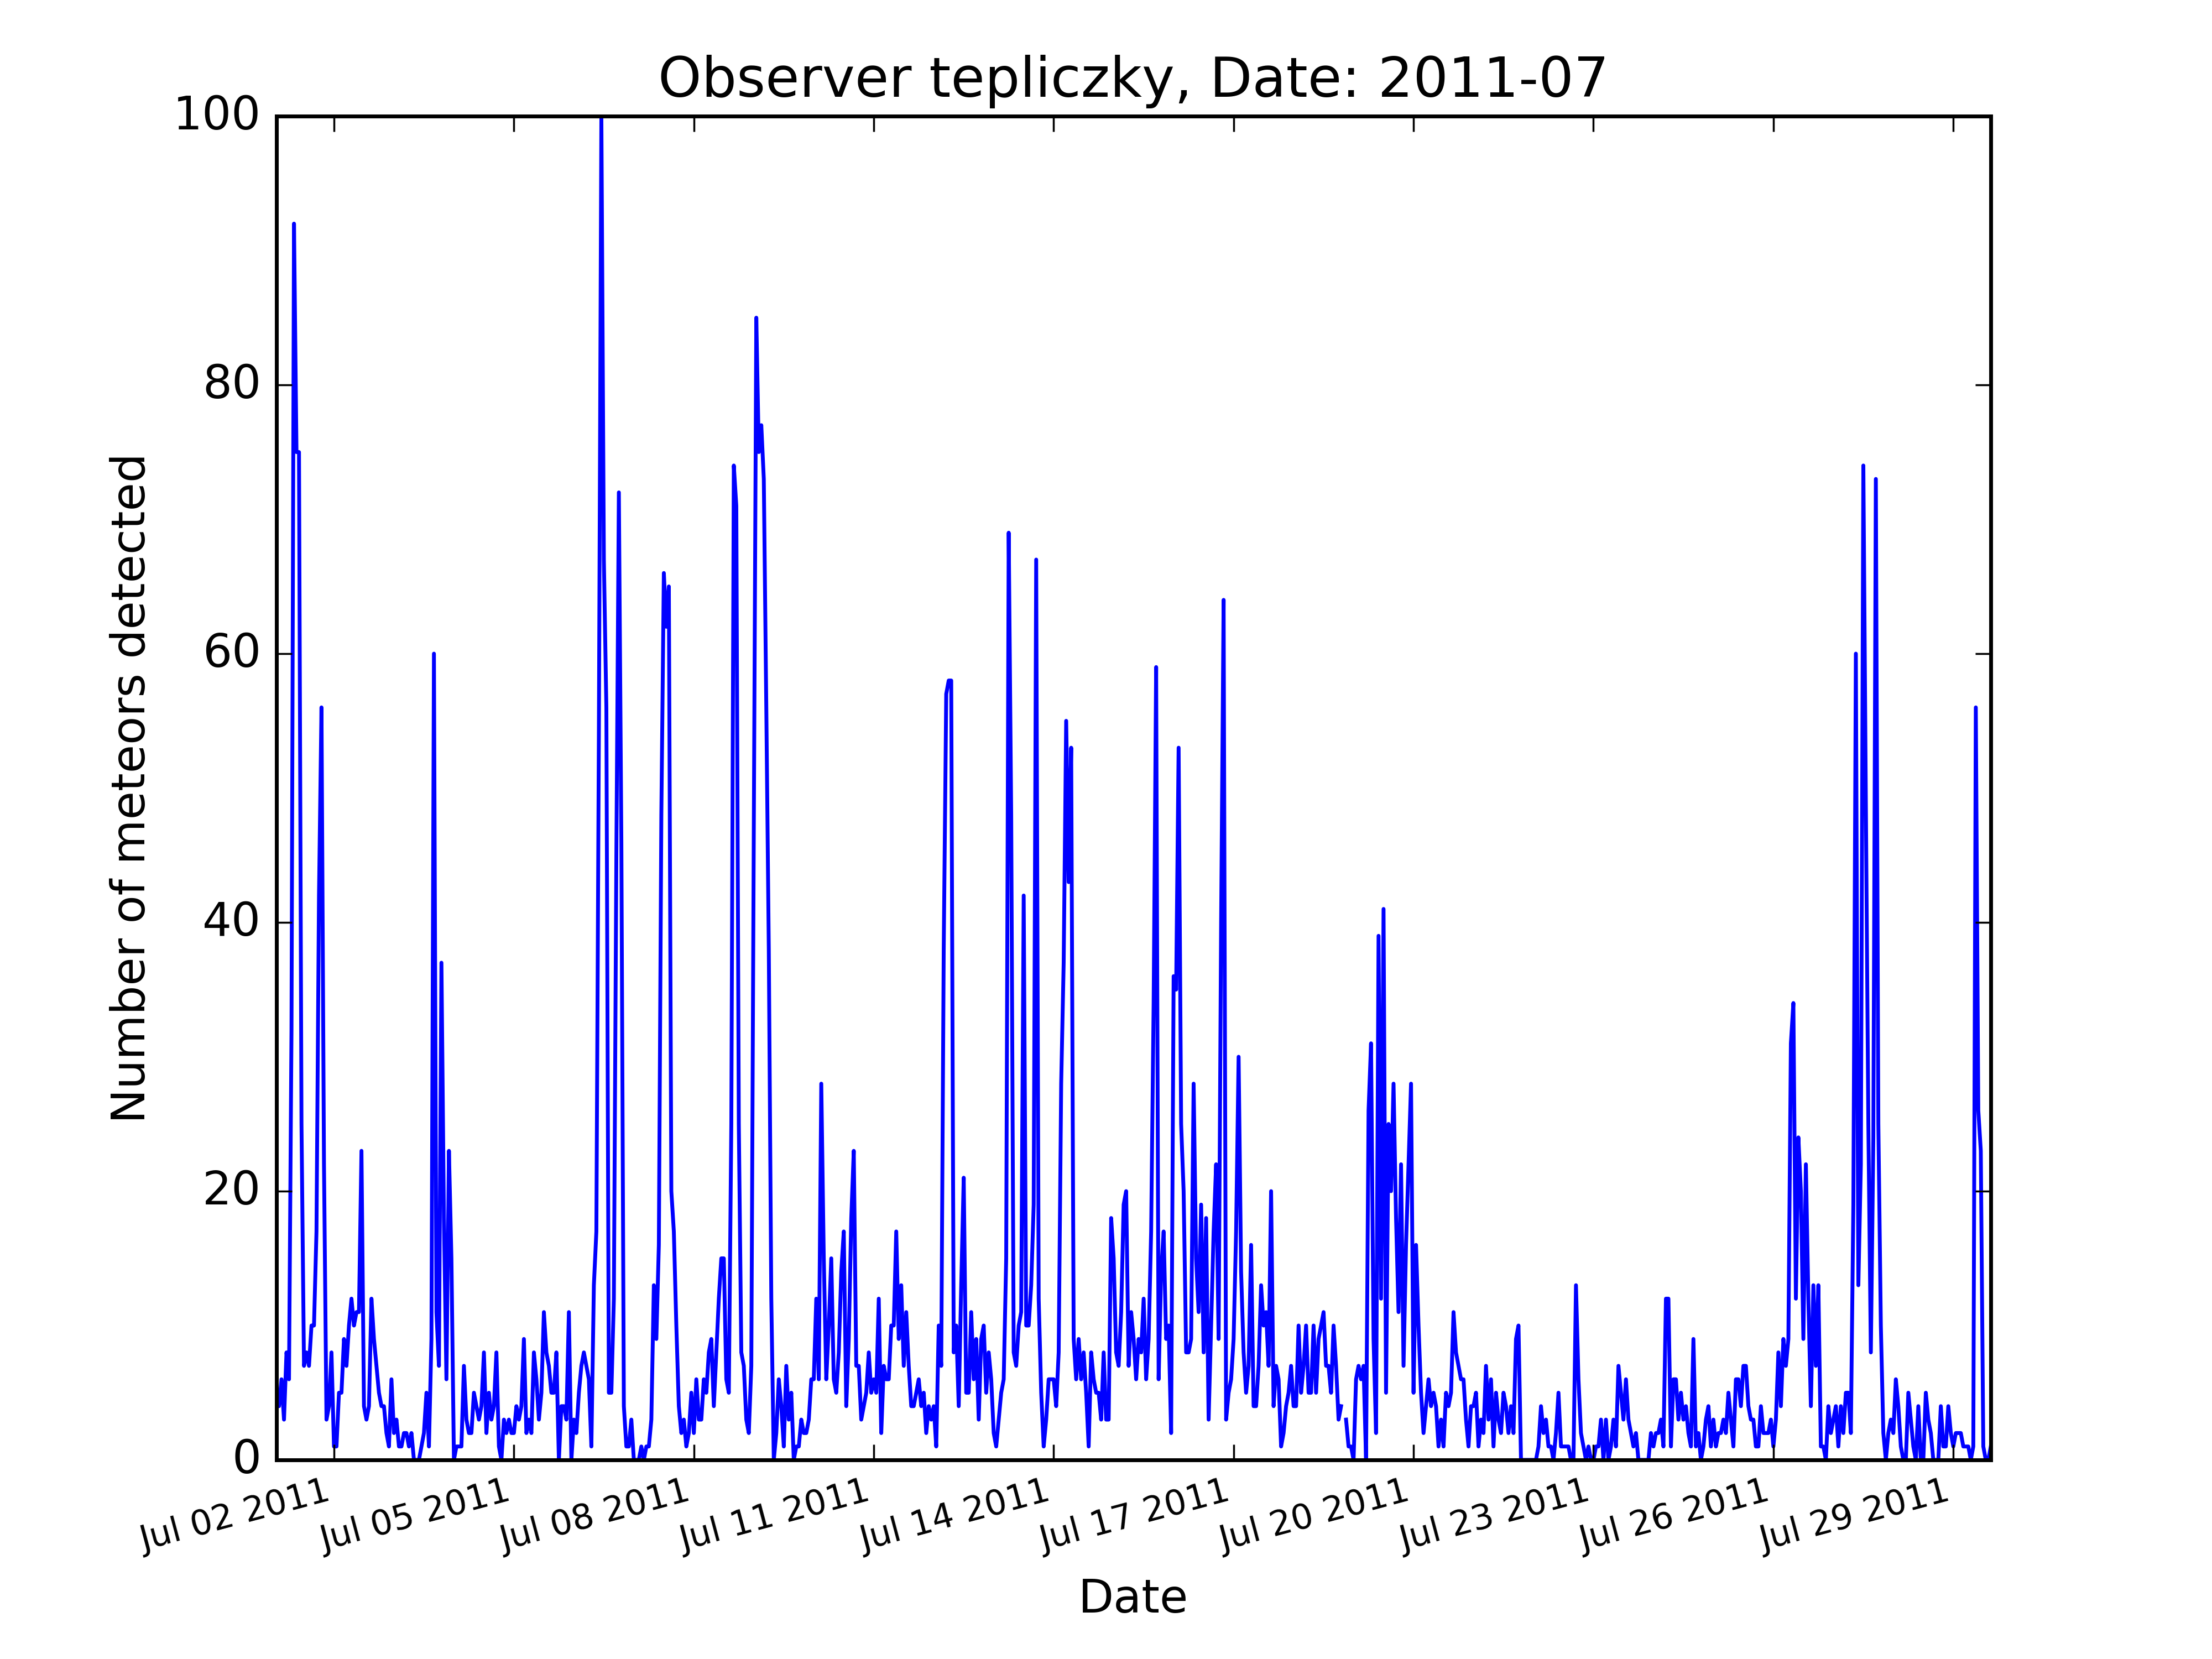 Observer tepliczky, Date: 2011-07
100
80
60
40
20
0
Number of meteors detected
Jul 02 2011
Jul 05 2011
Jul 08 2011
Jul 11 2011
Jul 14 2011
Jul 17 2011
Jul 20 2011
Jul 23 2011
Jul 26 2011
Jul 29 2011
Date